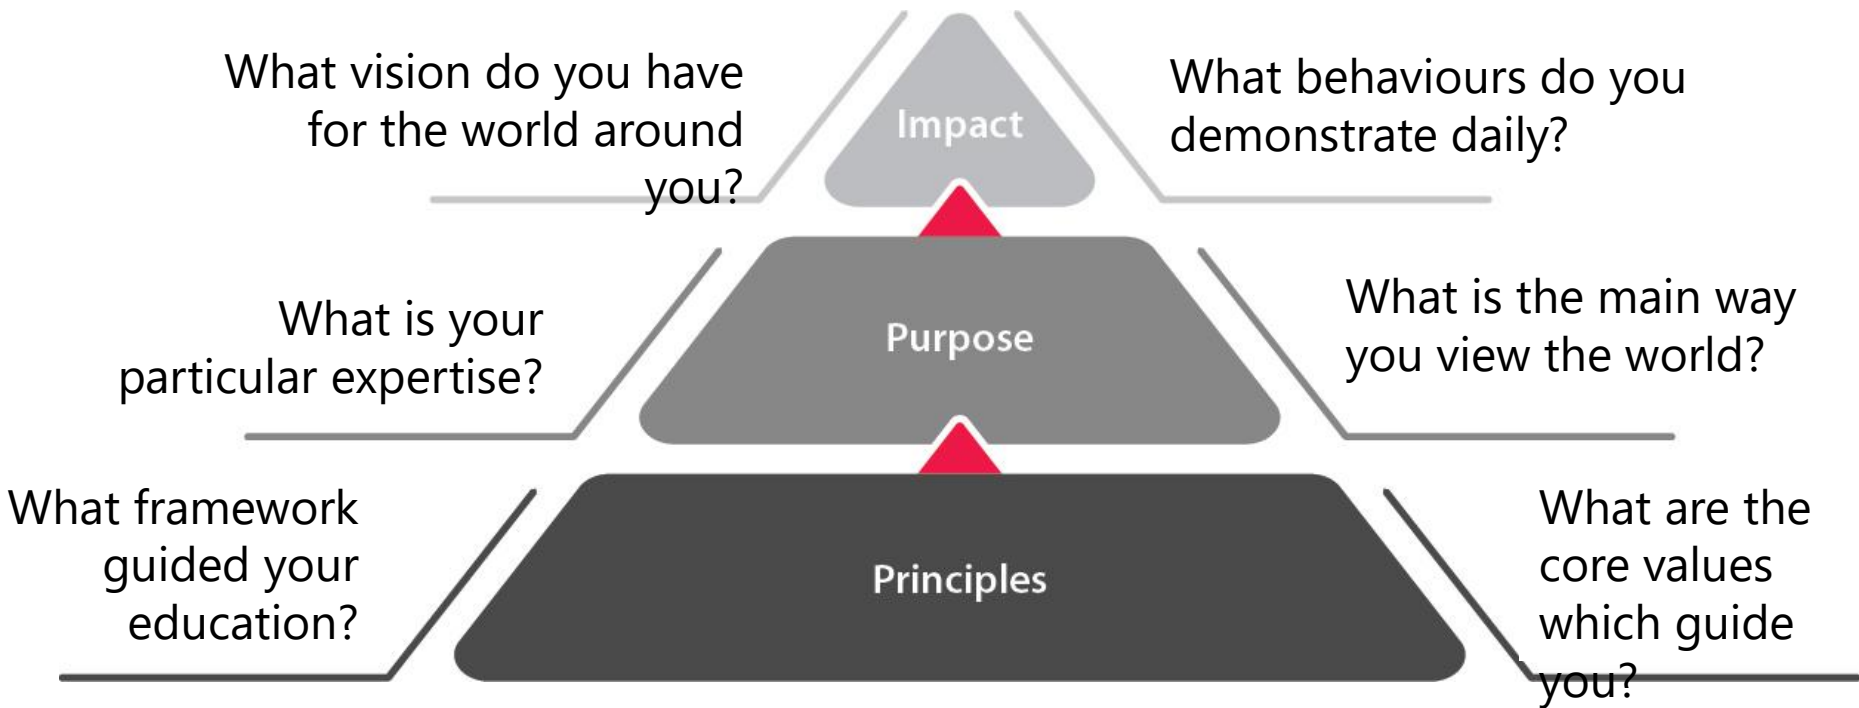 What vision do you have
for the world around
you?
Impact
What behaviours do you
demonstrate daily?
What is your
particular expertise?
Purpose
What is the main way
you view the world?
What framework
guided your
education?
Principles
What are the
core values
which guide
you?